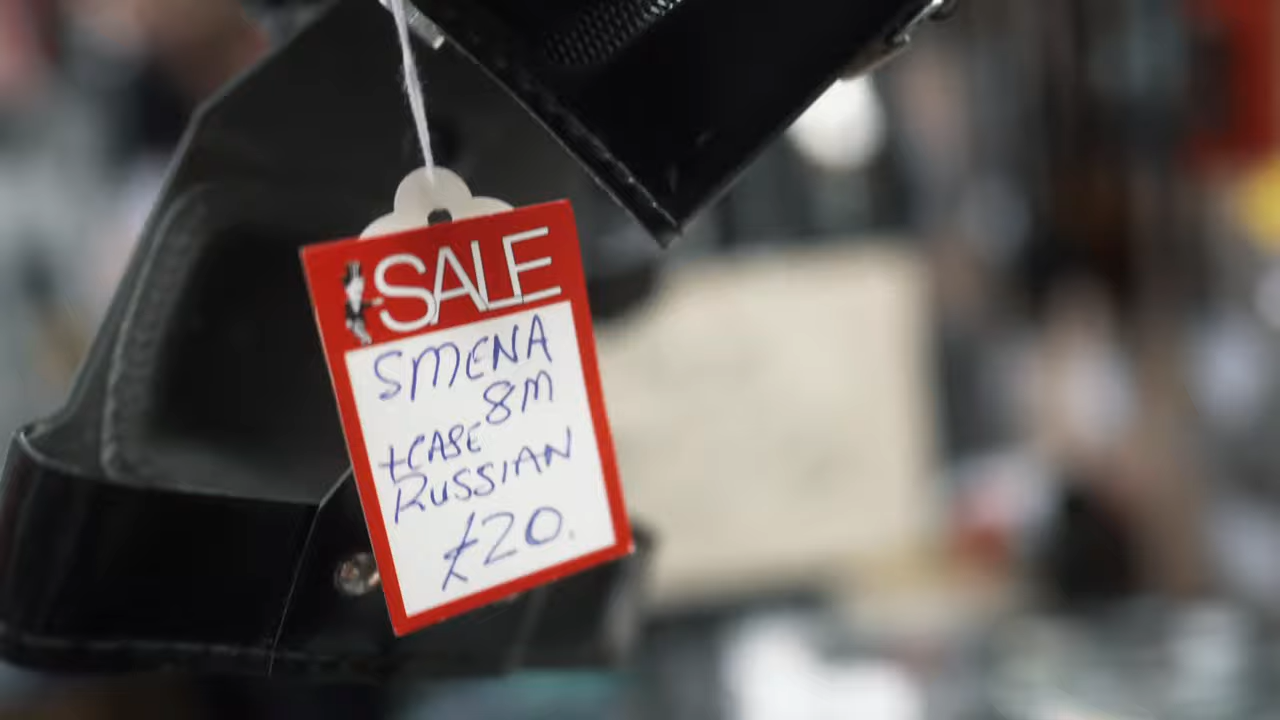 SALE
SMENA
8M
+CASE
RUSSIAN
£20.